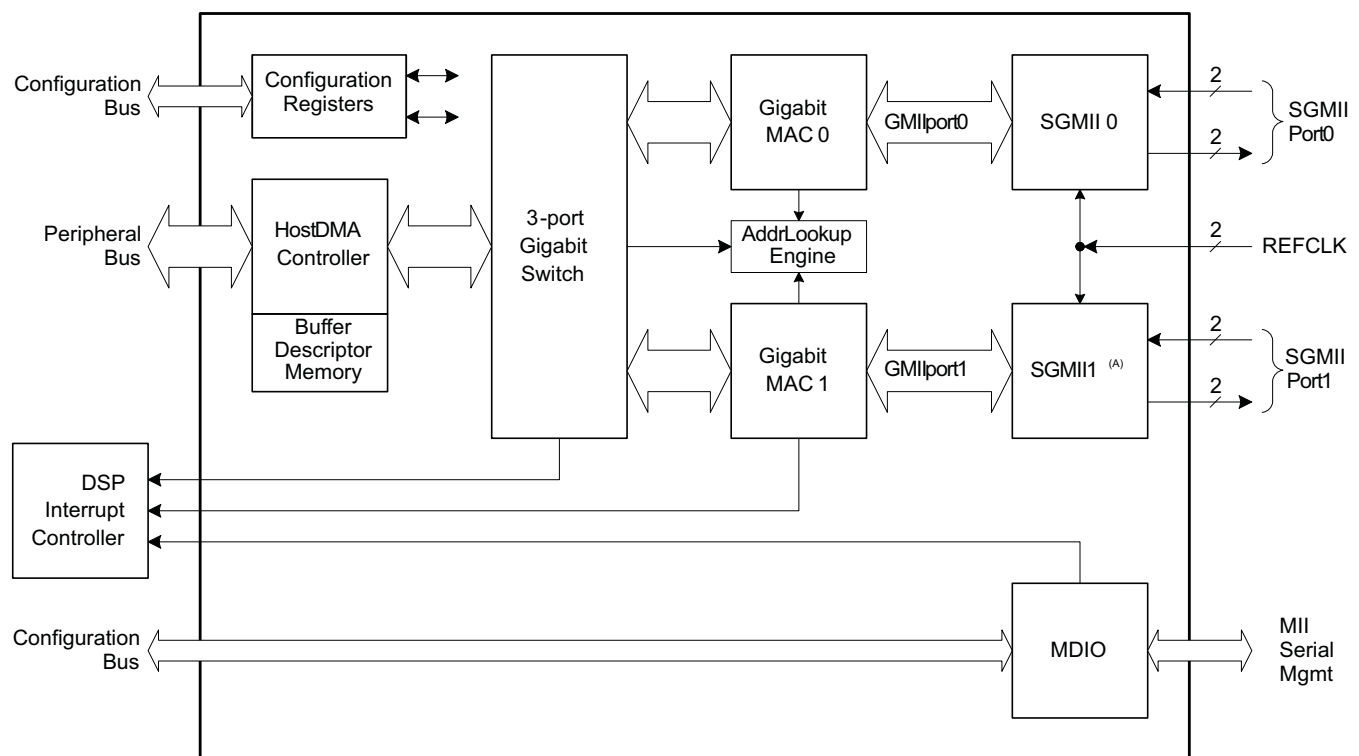 Configuration
Bus
Configuration
Registers
Peripheral
Bus
HostDMA
Controller
Buffer
Descriptor
Memory
3-port
Gigabit
Switch
Gigabit
MAC 0
GMIIport0
SGMII 0
2
2
SGMII
Port0
AddrLookup
Engine
2
REFCLK
Gigabit
MAC 1
GMIIport1
SGMII1 (A)
2
2
SGMII
Port1
DSP
Interrupt
Controller
Configuration
Bus
MDIO
MII
Serial
Mgmt